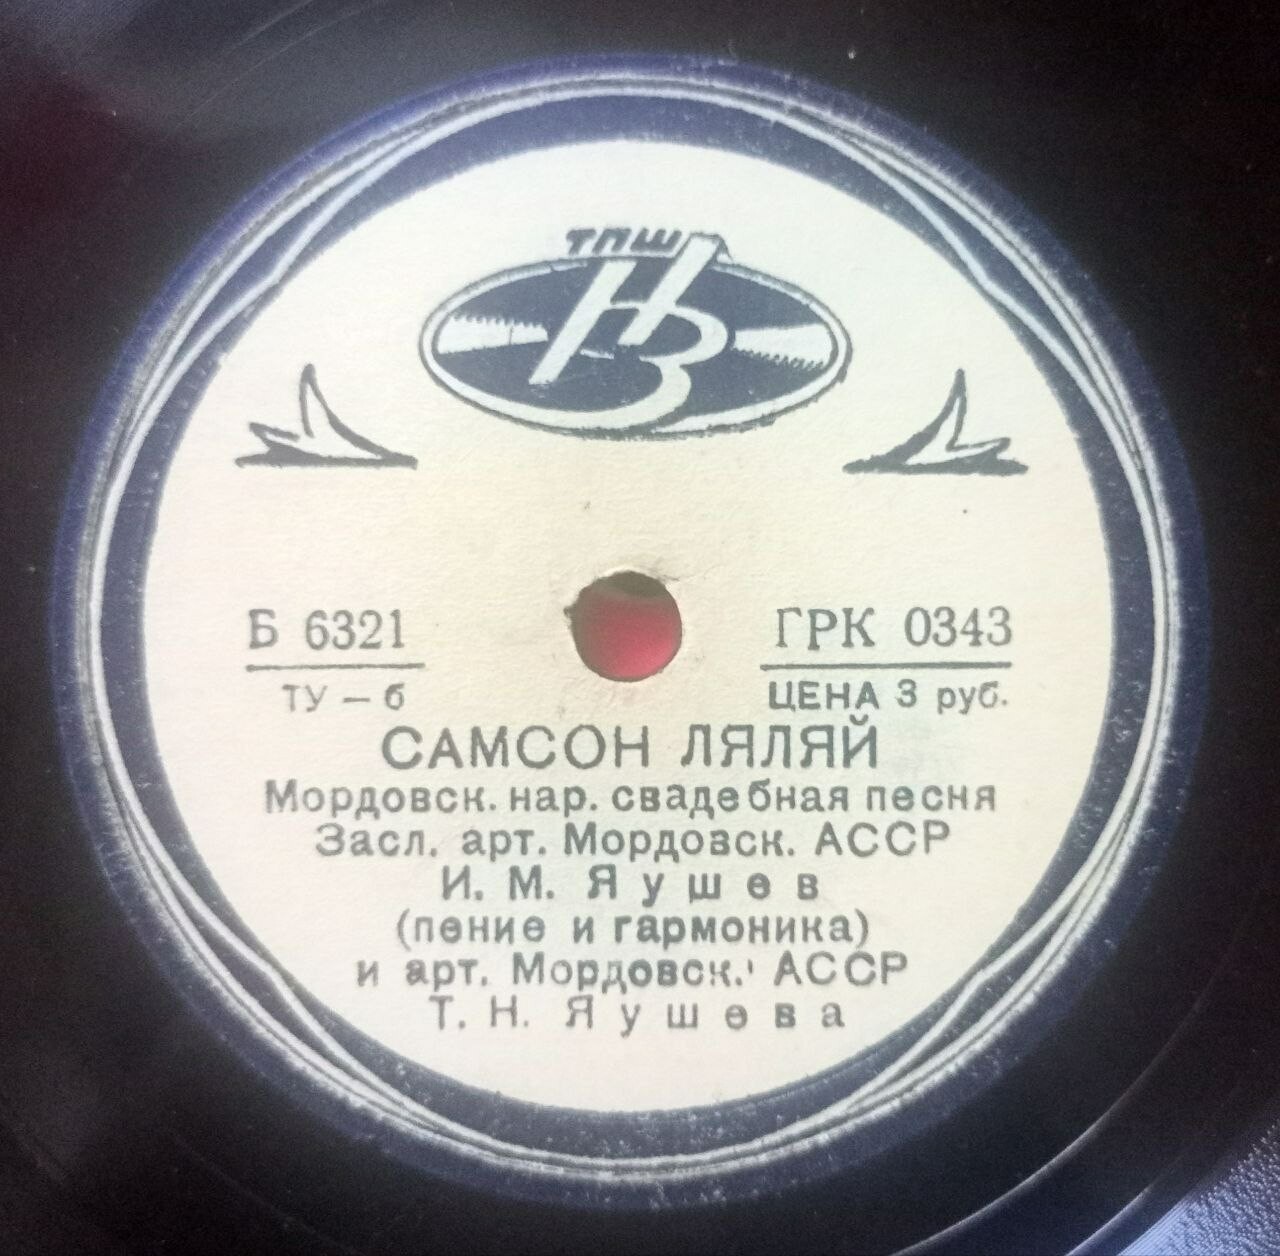 ТПШ
НЗ
Б 6321
ГРК 0343
ТУ – б
ЦЕНА 3 руб.
САМСОН ЛЯЛЯЙ
Мордовск. нар. свадебная песня
Засл. арт. Мордовск. АССР
И. М. Яушев
(пение и гармоника)
и арт. Мордовск. АССР
Т. Н. Яушева